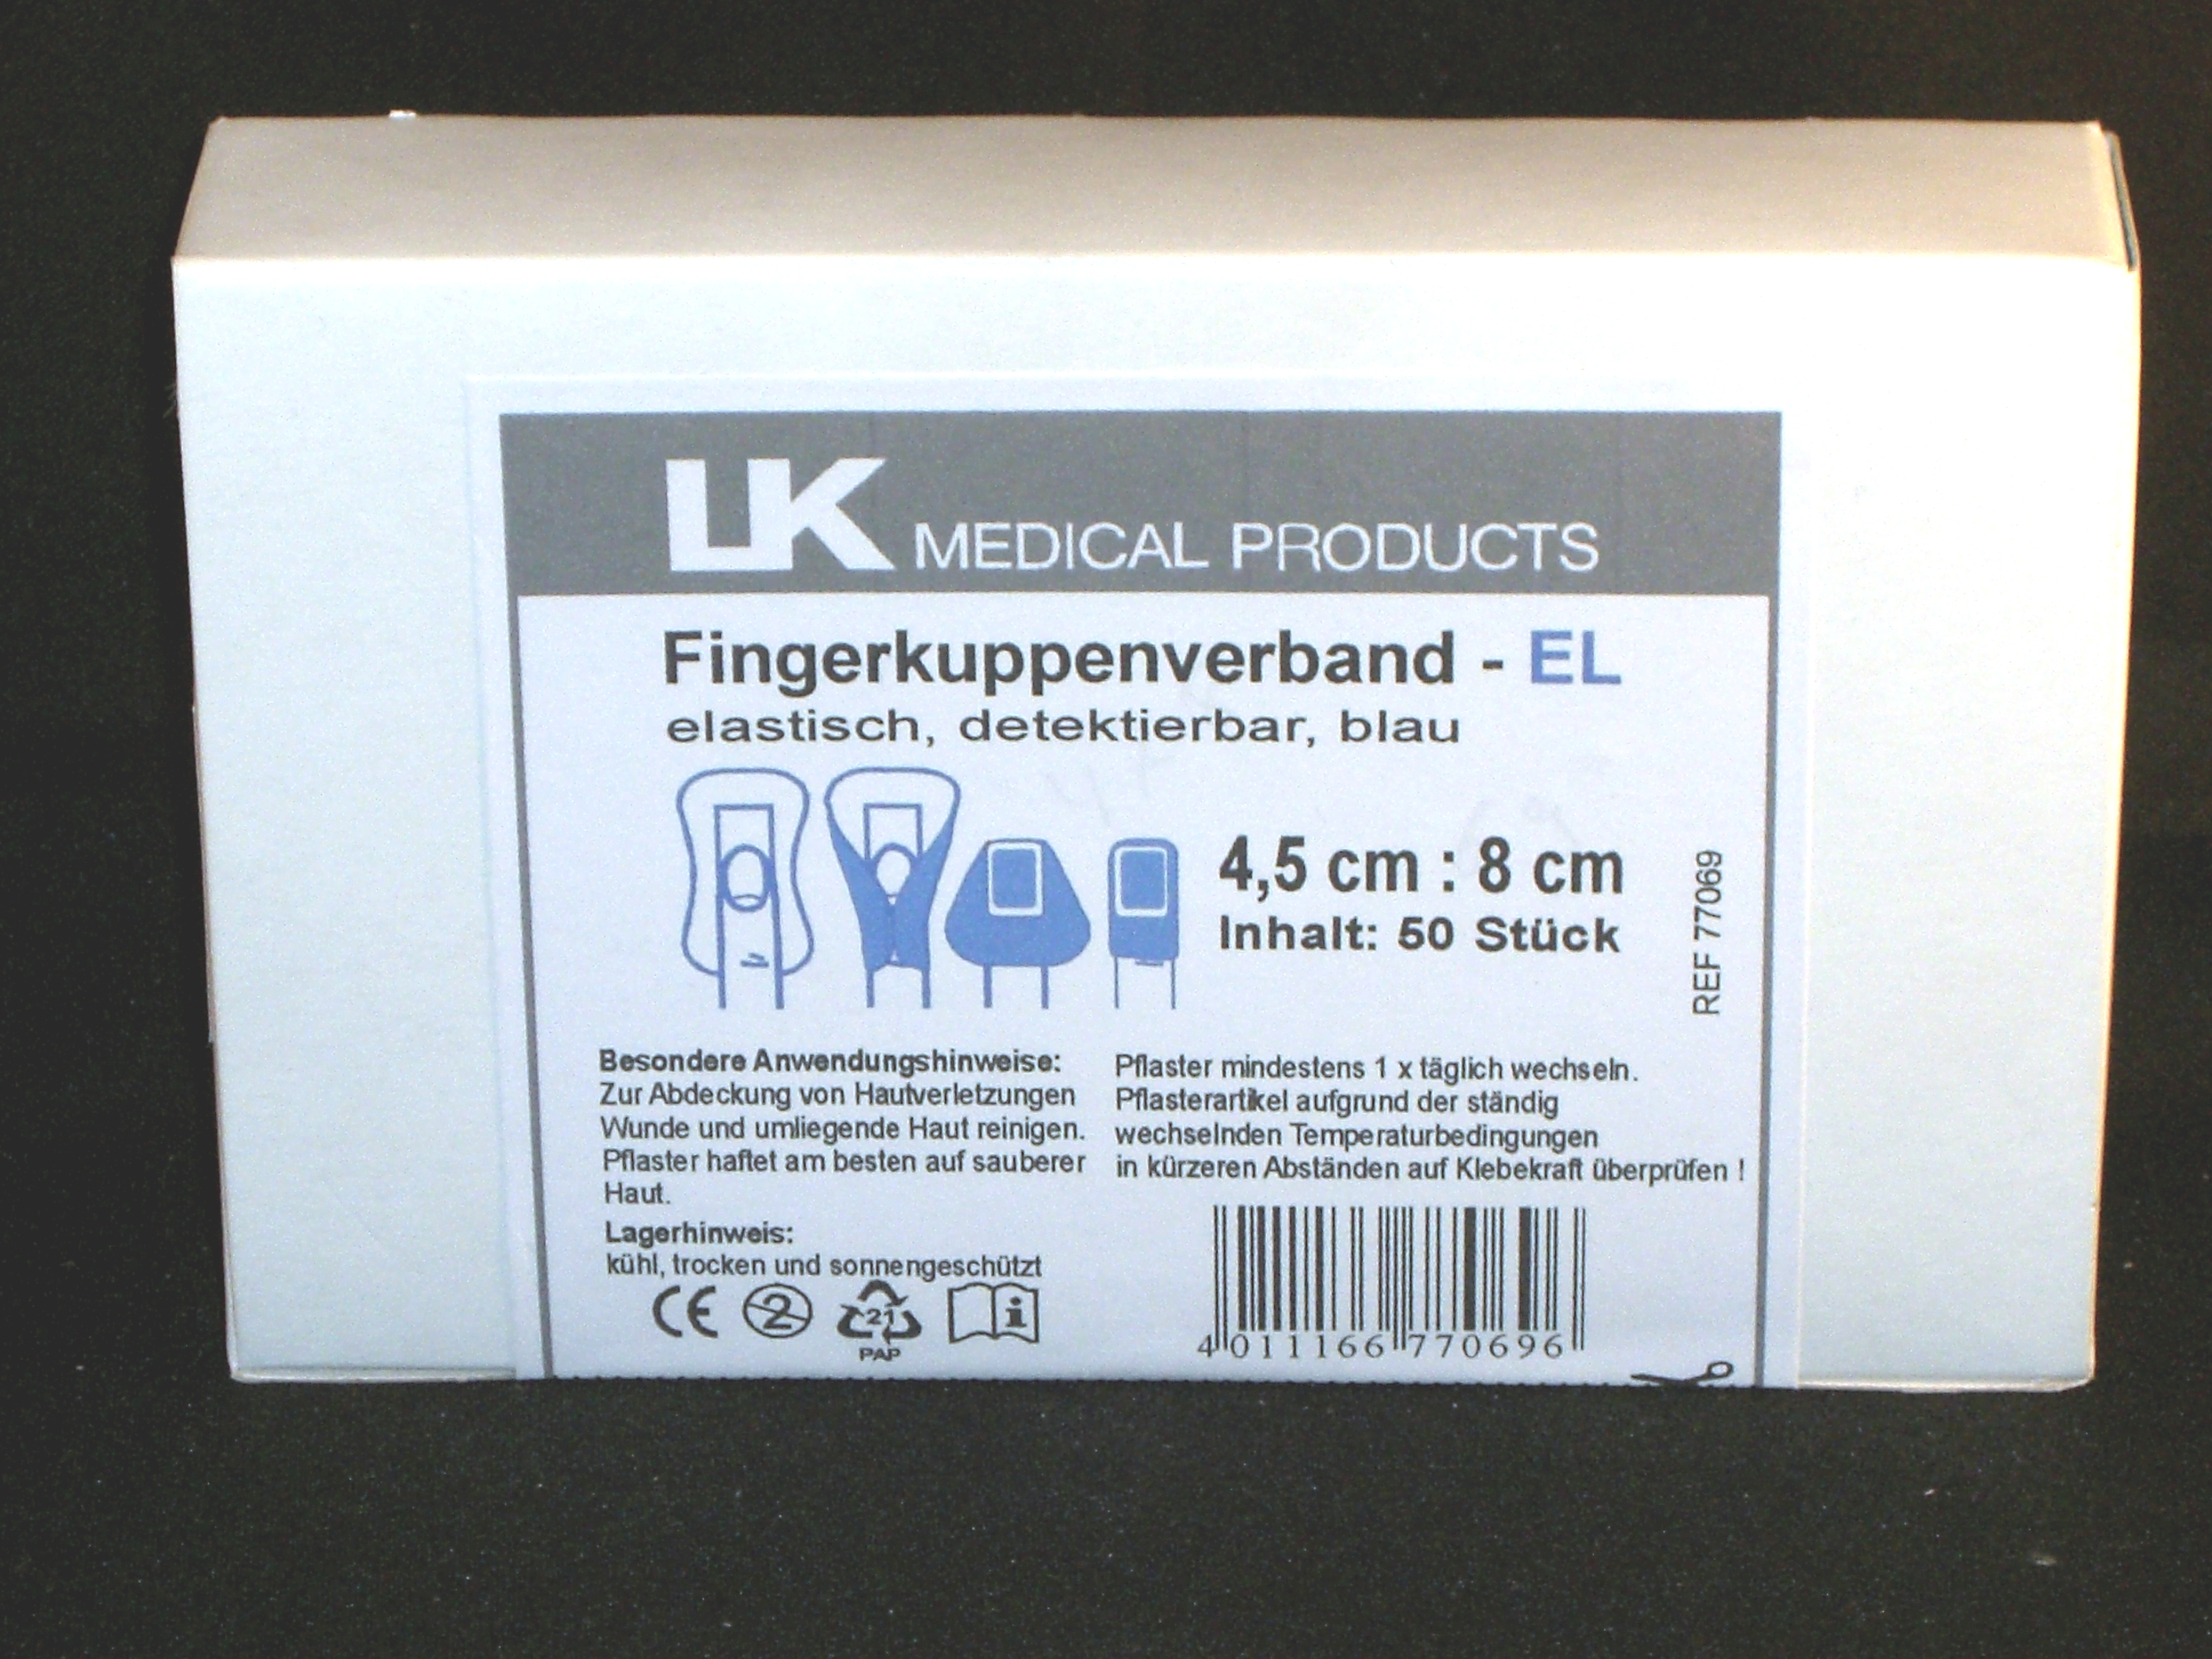 LK MEDICAL PRODUCTS
Fingerkuppenverband - EL
elastisch, detektierbar, blau
4,5 cm : 8 cm
Inhalt: 50 Stück
REF 77069
Besondere Anwendungshinweise:
Zur Abdeckung von Hautverletzungen
Wunde und umliegende Haut reinigen.
Pflaster haftet am besten auf sauberer
Haut.
Lagerhinweis:
kühl, trocken und sonnengeschützt
Pflaster mindestens 1 x täglich wechseln.
Pflasterartikel aufgrund der ständig
wechselnden Temperaturbedingungen
in kürzeren Abständen auf Klebekraft überprüfen !
CE 2 21 i
PAP
4 011166 770696